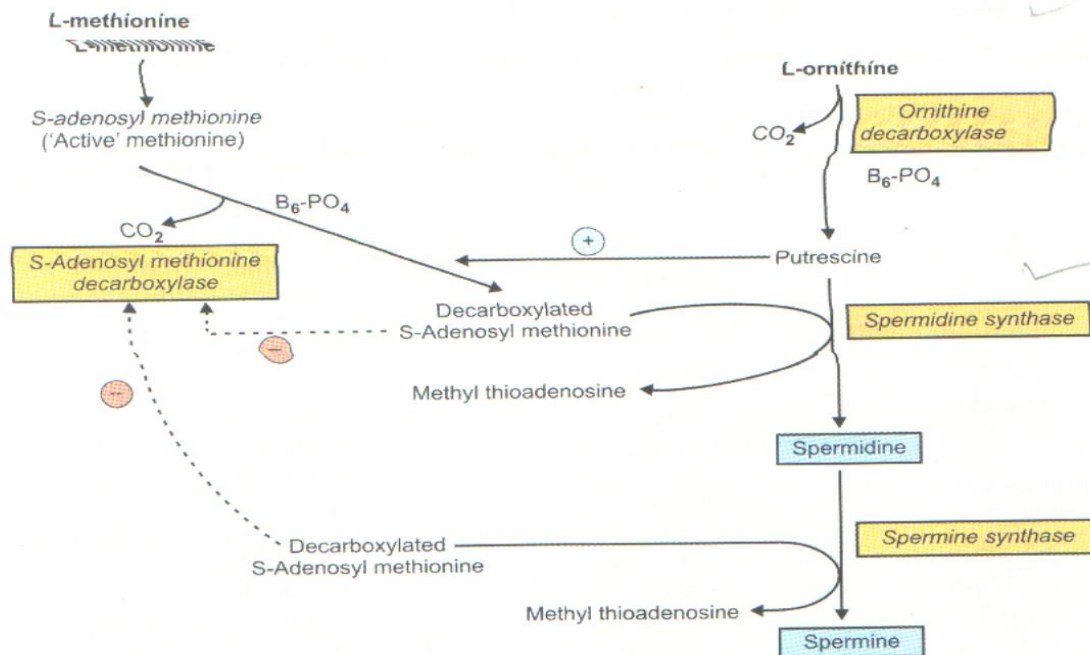 L-methionine
L-methionine
S-adenosyl methionine
('Active' methionine)
B₆-PO₄
CO₂
S-Adenosyl methionine
decarboxylase
L-ornithine
Ornithine
decarboxylase
CO₂
B₆-PO₄
+
Putrescine
Decarboxylated
S-Adenosyl methionine
Spermidine synthase
−
Methyl thioadenosine
−
Spermidine
Decarboxylated
S-Adenosyl methionine
Spermine synthase
Methyl thioadenosine
Spermine